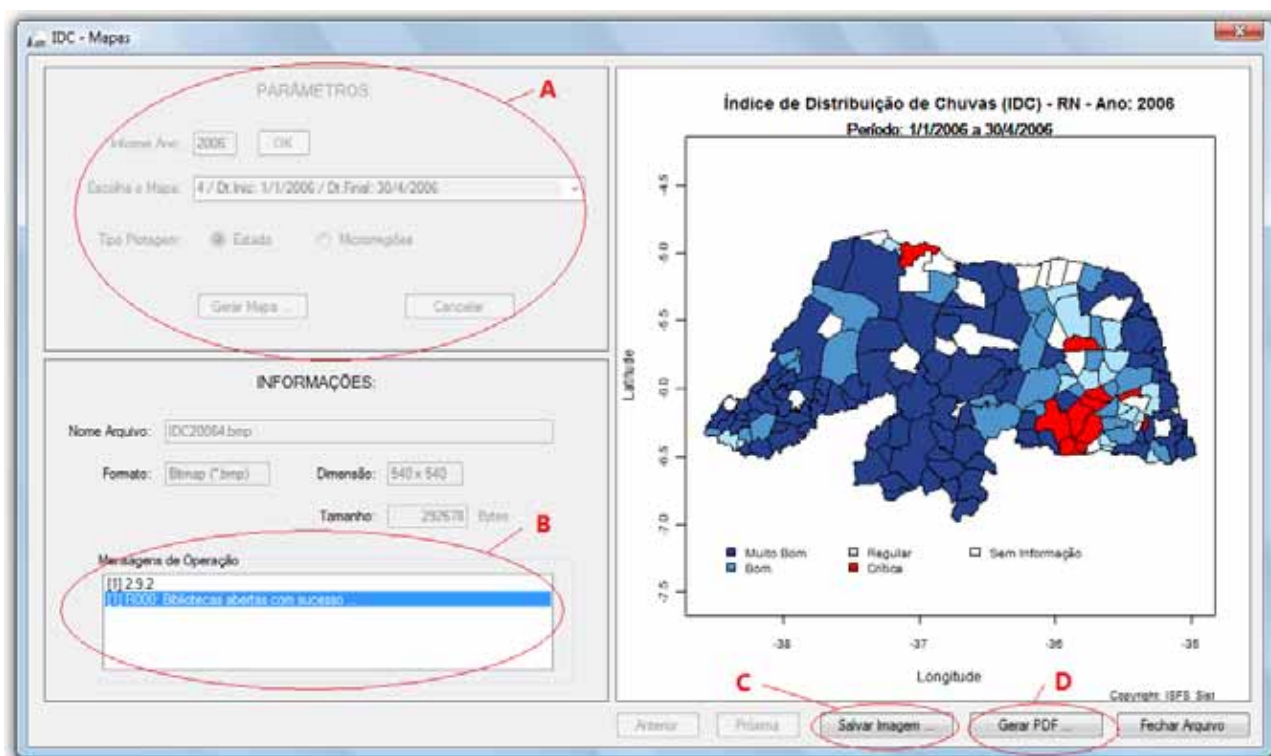 IDC - Mapas
PARÂMETROS:
A
Informe Ano: 2006 OK
Escolha o Mapa: 4 / Dt.Inic: 1/1/2006 / Dt.Final: 30/4/2006
Tipo Plotagem: Estado Microregiões
Gerar Mapa ... Cancelar
INFORMAÇÕES:
Nome Arquivo: IDC20064.bmp
Formato: Bitmap (*.bmp) Dimensão: 540 x 540
Tamanho: 292678 Bytes
B
Mensagens de Operação
[1] 2.9.2
[1] R000: Bibliotecas abertas com sucesso ...
Índice de Distribuição de Chuvas (IDC) - RN - Ano: 2006
Período: 1/1/2006 a 30/4/2006
Latitude
-4.5
-5.0
-5.5
-6.0
-6.5
-7.0
-7.5
Muito Bom Regular Sem Informação
Bom Crítica
-38 -37 -36 -35
Longitude
C D
Copyright: ISFS_Sist
Anterior Próxima Salvar Imagem ... Gerar PDF ... Fechar Arquivo